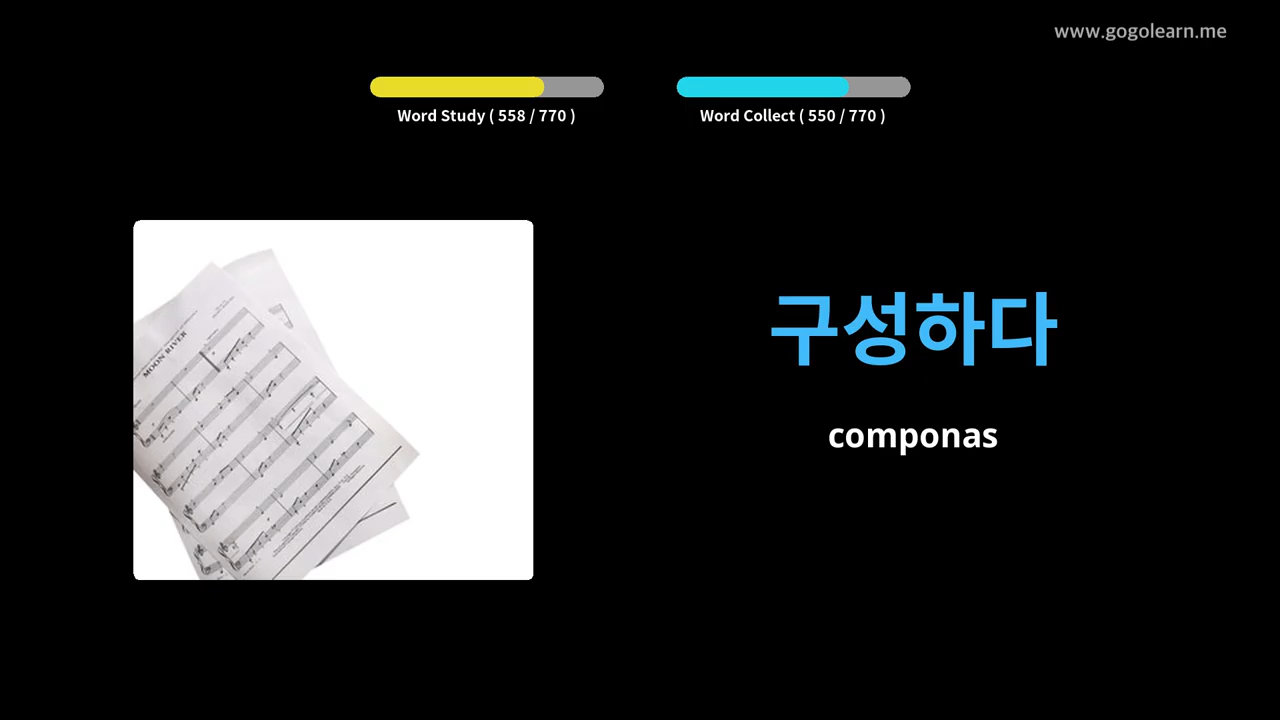 www.gogolearn.me
Word Study ( 558 / 770 )
Word Collect ( 550 / 770 )
MOON RIVER
구성하다
componas